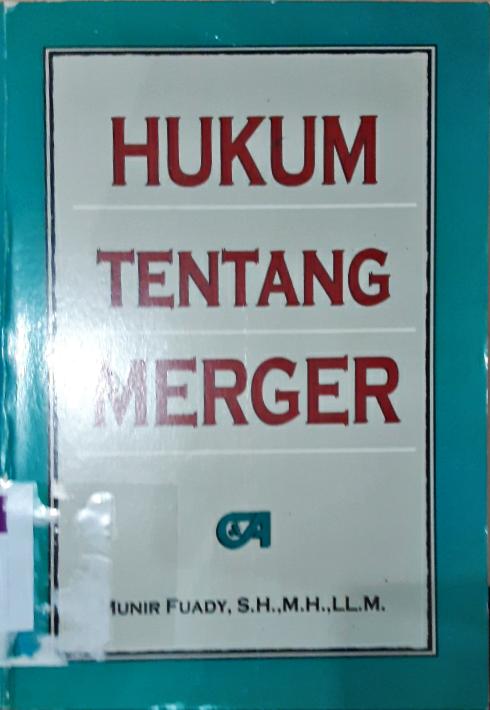 HUKUM
TENTANG
MERGER
C&A
MUNIR FUADY, S.H.,M.H.,LL.M.